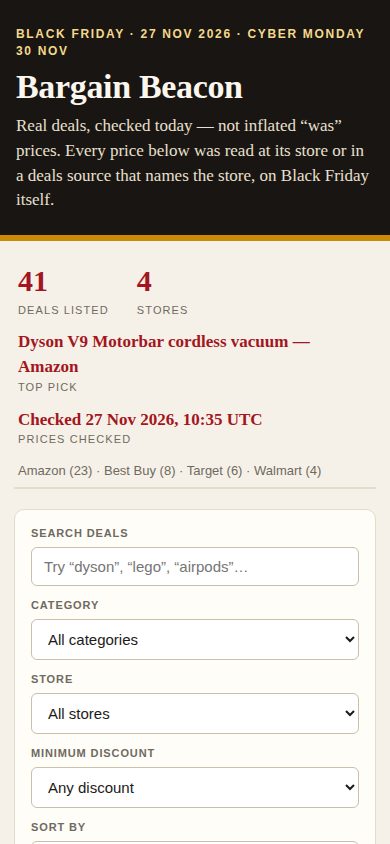 BLACK FRIDAY · 27 NOV 2026 · CYBER MONDAY
30 NOV
Bargain Beacon
Real deals, checked today — not inflated “was”
prices. Every price below was read at its store or in
a deals source that names the store, on Black Friday
itself.
41
DEALS LISTED
4
STORES
Dyson V9 Motorbar cordless vacuum —
Amazon
TOP PICK
Checked 27 Nov 2026, 10:35 UTC
PRICES CHECKED
Amazon (23) · Best Buy (8) · Target (6) · Walmart (4)
SEARCH DEALS
Try “dyson”, “lego”, “airpods”…
CATEGORY
All categories
STORE
All stores
MINIMUM DISCOUNT
Any discount
SORT BY